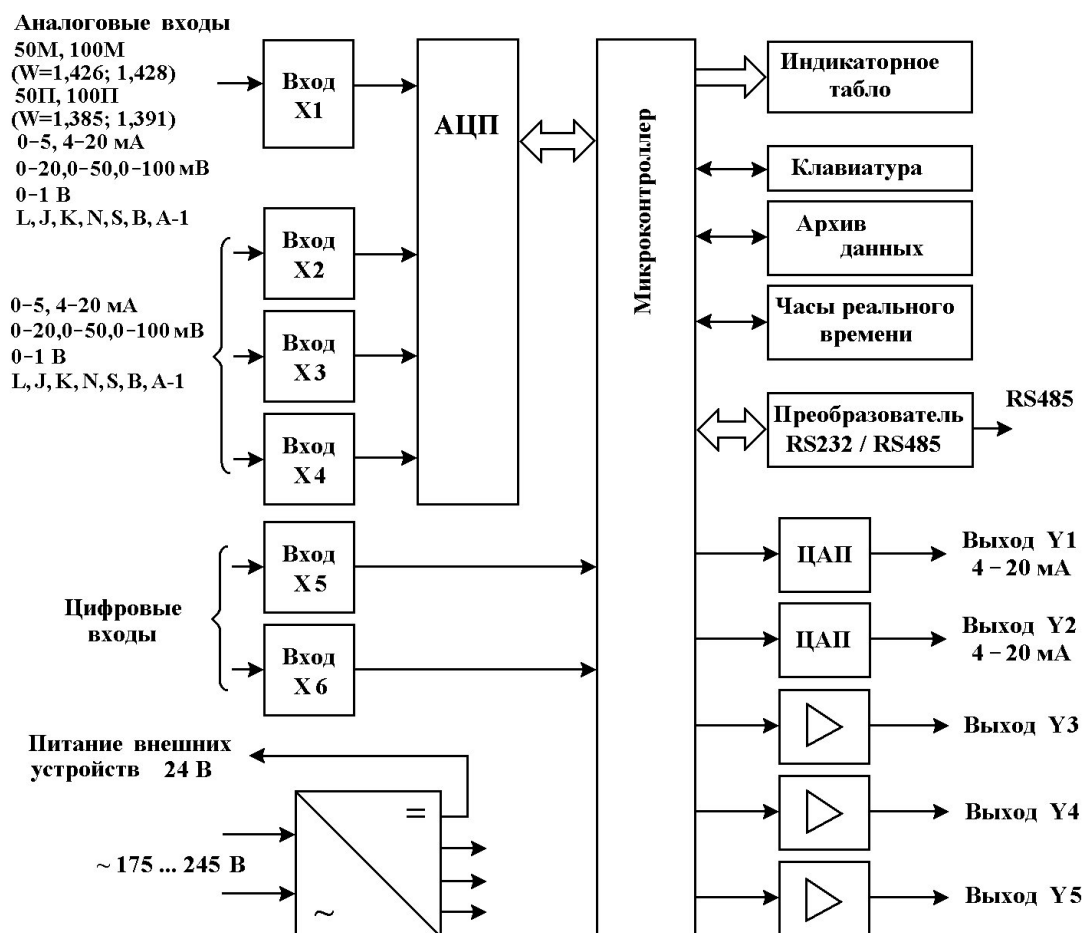 Аналоговые входы
50М, 100М
(W=1,426; 1,428)
50П, 100П
(W=1,385; 1,391)
0-5, 4-20 мА
0-20,0-50,0-100 мВ
0-1 В
L, J, K, N, S, B, A-1
Вход
X1
АЦП
Микроконтроллер
Индикаторное
табло
Клавиатура
Архив
данных
Часы реального
времени
Преобразователь
RS232 / RS485
RS485
0-5, 4-20 мА
0-20,0-50,0-100 мВ
0-1 В
L, J, K, N, S, B, A-1
Вход
X2
Вход
X3
Вход
X4
Цифровые
входы
Вход
X5
Вход
X6
ЦАП
Выход Y1
4 - 20 мА
ЦАП
Выход Y2
4 - 20 мА
Выход Y3
Выход Y4
Выход Y5
Питание внешних
устройств 24 В
~ 175 ... 245 В
=
~